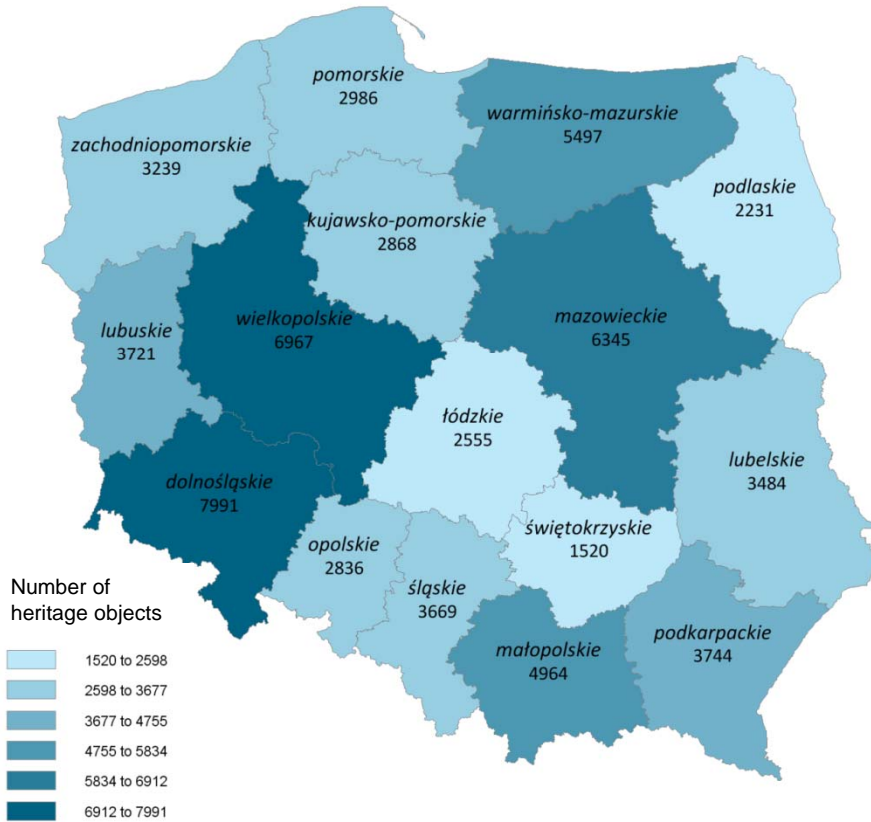 pomorskie
2986
warmińsko-mazurskie
5497
zachodniopomorskie
3239
podlaskie
2231
kujawsko-pomorskie
2868
wielkopolskie
6967
mazowieckie
6345
lubuskie
3721
łódzkie
2555
lubelskie
3484
dolnośląskie
7991
świętokrzyskie
1520
opolskie
2836
śląskie
3669
podkarpackie
3744
małopolskie
4964
Number of
heritage objects
1520 to 2598
2598 to 3677
3677 to 4755
4755 to 5834
5834 to 6912
6912 to 7991